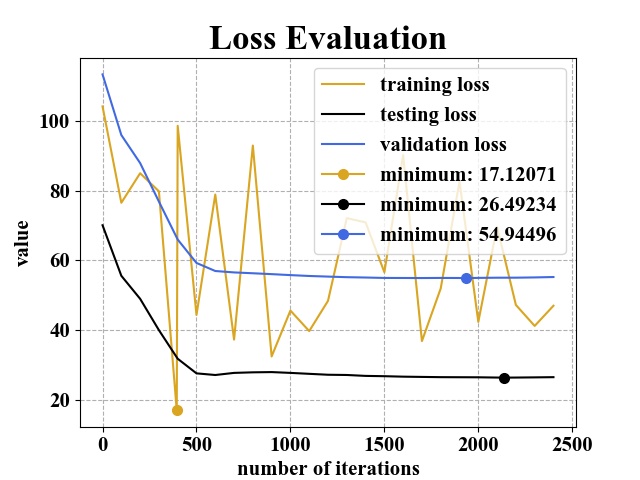 Loss Evaluation
training loss
testing loss
validation loss
minimum: 17.12071
minimum: 26.49234
minimum: 54.94496
value
100
80
60
40
20
0 500 1000 1500 2000 2500
number of iterations